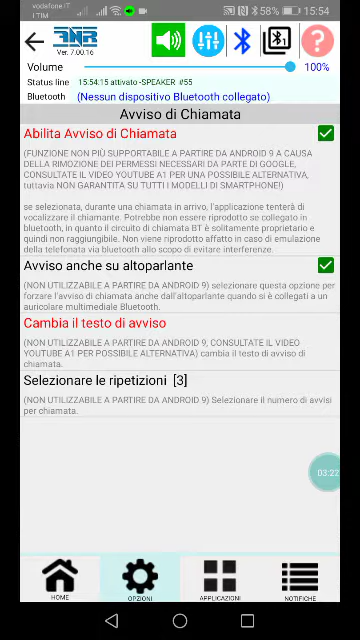 vodafone IT
TIM
58% 15:54
Ver. 7.00.16
Volume 100%
Status line 15:54:15 attivato -SPEAKER #55
Bluetooth (Nessun dispositivo Bluetooth collegato)
Avviso di Chiamata
Abilita Avviso di Chiamata
(FUNZIONE NON PIÙ SUPPORTABILE A PARTIRE DA ANDROID 9 A CAUSA
DELLA RIMOZIONE DEI PERMESSI NECESSARI DA PARTE DI GOOGLE,
CONSULTATE IL VIDEO YOUTUBE A1 PER UNA POSSIBILE ALTERNATIVA,
tuttavia NON GARANTITA SU TUTTI I MODELLI DI SMARTPHONE!)
se selezionata, durante una chiamata in arrivo, l'applicazione tenterà di
vocalizzare il chiamante. Potrebbe non essere riprodotto se collegato in
bluetooth, in quanto il circuito di chiamata BT è solitamente proprietario e
quindi non raggiungibile. Non viene riprodotto affatto in caso di emulazione
della telefonata via bluetooth allo scopo di evitare interferenze.
Avviso anche su altoparlante
(NON UTILIZZABILE A PARTIRE DA ANDROID 9) selezionare questa opzione per
forzare l'avviso di chiamata anche dall'altoparlante quando si è collegati a un
auricolare multimediale Bluetooth.
Cambia il testo di avviso
(NON UTILIZZABILE A PARTIRE DA ANDROID 9, CONSULTATE IL VIDEO
YOUTUBE A1 PER POSSIBILE ALTERNATIVA) cambia il testo di avviso di
chiamata.
Selezionare le ripetizioni [3]
(NON UTILIZZABILE A PARTIRE DA ANDROID 9) Selezionare il numero di avvisi
per chiamata.
03:22
HOME OPZIONI APPLICAZIONI NOTIFICHE